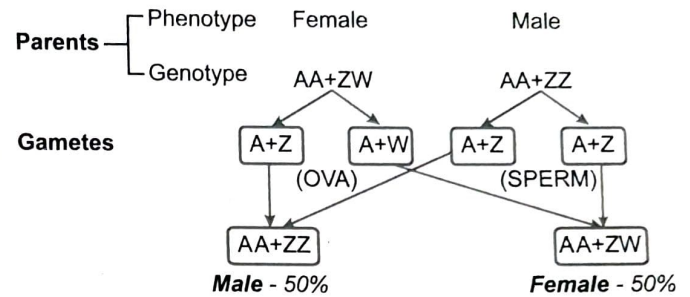 Phenotype Female Male
Parents
Genotype AA+ZW AA+ZZ
Gametes A+Z A+W A+Z A+Z
(OVA) (SPERM)
AA+ZZ AA+ZW
Male - 50% Female - 50%